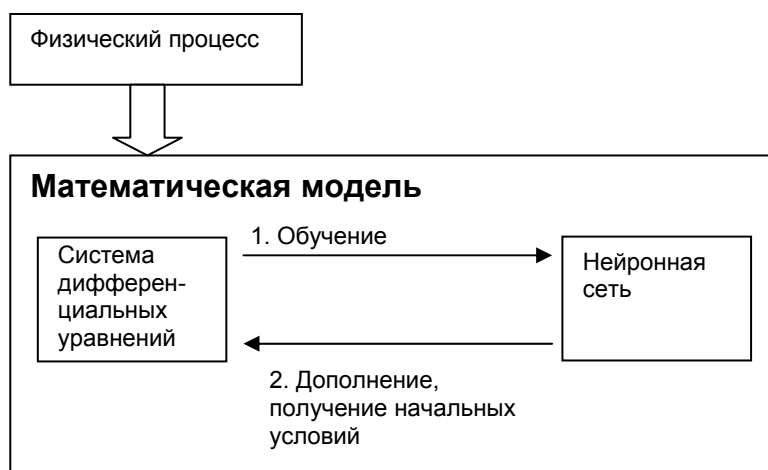 Физический процесс
Математическая модель
1. Обучение
Система
дифферен-
циальных
уравнений
Нейронная
сеть
2. Дополнение,
получение начальных
условий